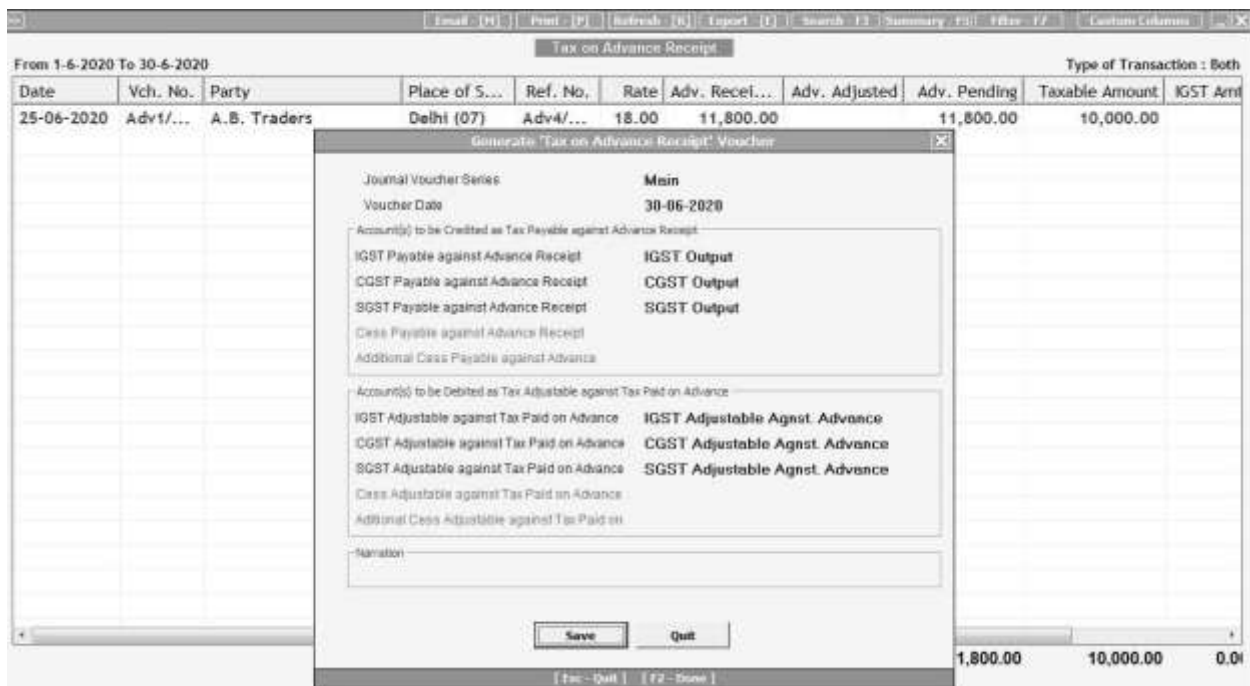 Email - [M] Print - [P] Refresh - [R] Export - [E] Search - F3 Summary - F5 Filter - F7 Custom Columns
Tax on Advance Receipt
From 1-6-2020 To 30-6-2020 Type of Transaction : Both
Date Vch. No. Party Place of S... Ref. No. Rate Adv. Recei... Adv. Adjusted Adv. Pending Taxable Amount IGST Amt
25-06-2020 Adv1/... A.B. Traders Delhi (07) Adv4/... 18.00 11,800.00 11,800.00 10,000.00
Generate 'Tax on Advance Receipt' Voucher
Journal Voucher Series Main
Voucher Date 30-06-2020
Account(s) to be Credited as Tax Payable against Advance Receipt
IGST Payable against Advance Receipt IGST Output
CGST Payable against Advance Receipt CGST Output
SGST Payable against Advance Receipt SGST Output
Cess Payable against Advance Receipt
Additional Cess Payable against Advance
Account(s) to be Debited as Tax Adjustable against Tax Paid on Advance
IGST Adjustable against Tax Paid on Advance IGST Adjustable Agnst. Advance
CGST Adjustable against Tax Paid on Advance CGST Adjustable Agnst. Advance
SGST Adjustable against Tax Paid on Advance SGST Adjustable Agnst. Advance
Cess Adjustable against Tax Paid on Advance
Aditional Cess Adjustable against Tax Paid on
Narration
Save Quit
1,800.00 10,000.00 0.0
[ Esc - Quit ] [ F2 - Done ]